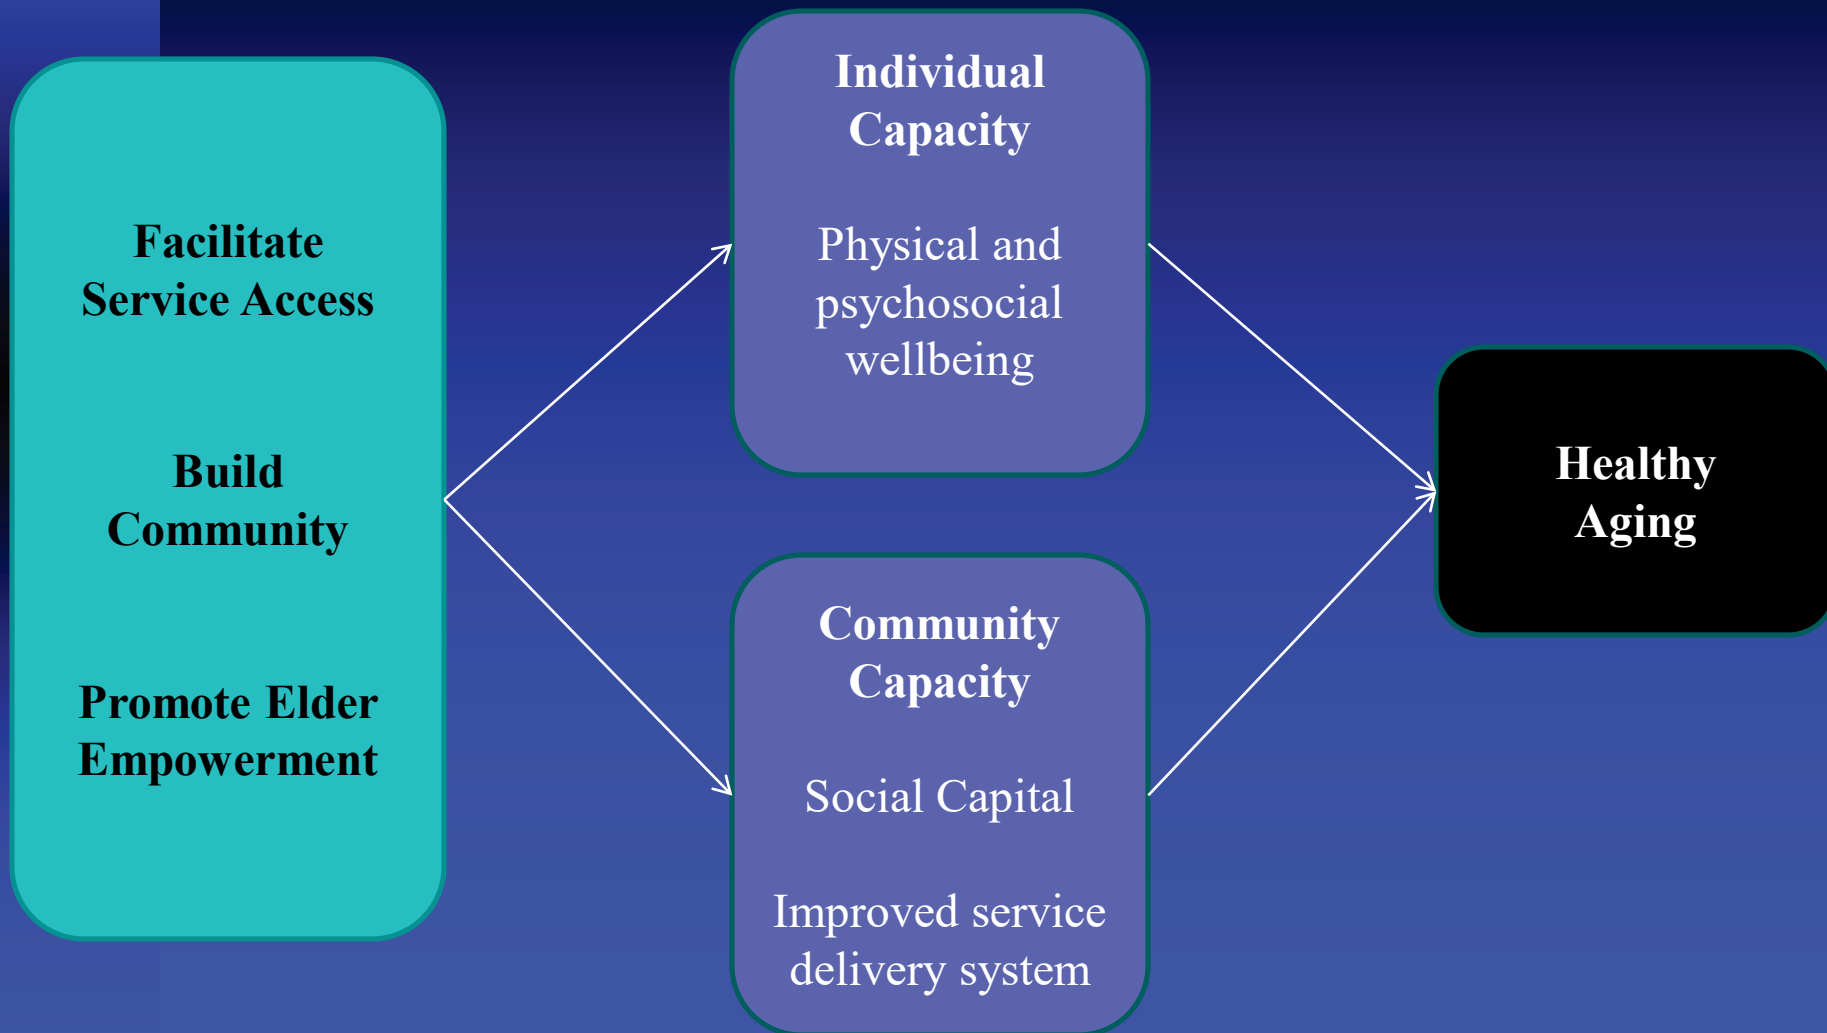 Facilitate
Service Access
Build
Community
Promote Elder
Empowerment
Individual
Capacity
Physical and
psychosocial
wellbeing
Community
Capacity
Social Capital
Improved service
delivery system
Healthy
Aging